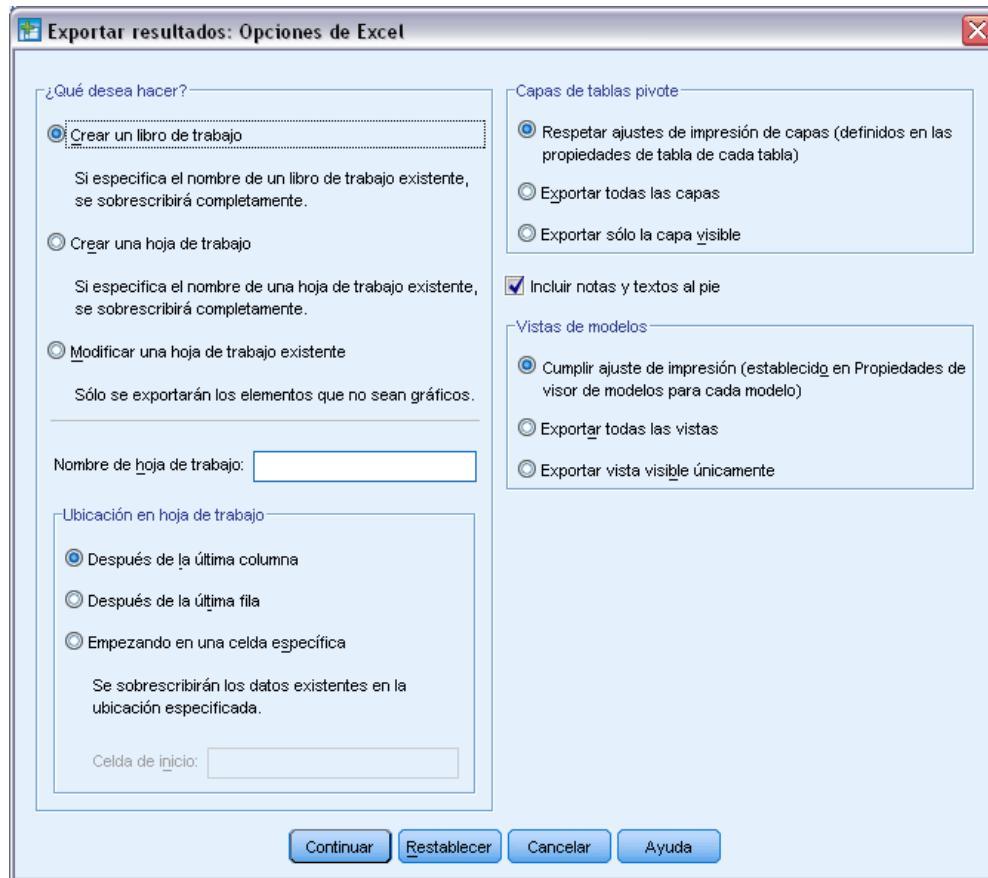 Exportar resultados: Opciones de Excel
¿Qué desea hacer?
Crear un libro de trabajo
Si especifica el nombre de un libro de trabajo existente,
se sobrescribirá completamente.
Crear una hoja de trabajo
Si especifica el nombre de una hoja de trabajo existente,
se sobrescribirá completamente.
Modificar una hoja de trabajo existente
Sólo se exportarán los elementos que no sean gráficos.
Nombre de hoja de trabajo:
Ubicación en hoja de trabajo
Después de la última columna
Después de la última fila
Empezando en una celda específica
Se sobrescribirán los datos existentes en la
ubicación especificada.
Celda de inicio:
Capas de tablas pivote
Respetar ajustes de impresión de capas (definidos en las
propiedades de tabla de cada tabla)
Exportar todas las capas
Exportar sólo la capa visible
Incluir notas y textos al pie
Vistas de modelos
Cumplir ajuste de impresión (establecido en Propiedades de
visor de modelos para cada modelo)
Exportar todas las vistas
Exportar vista visible únicamente
Continuar
Restablecer
Cancelar
Ayuda